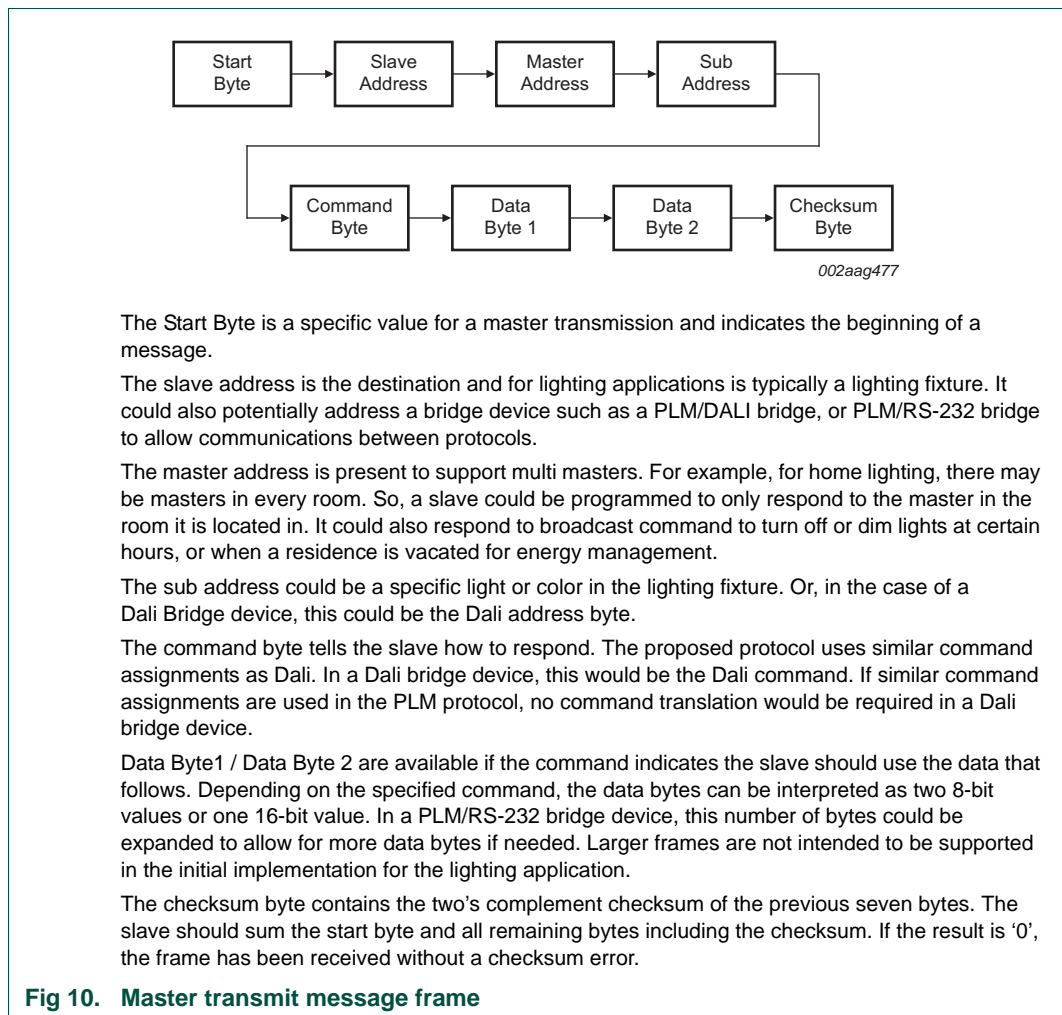 Start
Byte
Slave
Address
Master
Address
Sub
Address
Command
Byte
Data
Byte 1
Data
Byte 2
Checksum
Byte
002aag477
The Start Byte is a specific value for a master transmission and indicates the beginning of a
message.
The slave address is the destination and for lighting applications is typically a lighting fixture. It
could also potentially address a bridge device such as a PLM/DALI bridge, or PLM/RS-232 bridge
to allow communications between protocols.
The master address is present to support multi masters. For example, for home lighting, there may
be masters in every room. So, a slave could be programmed to only respond to the master in the
room it is located in. It could also respond to broadcast command to turn off or dim lights at certain
hours, or when a residence is vacated for energy management.
The sub address could be a specific light or color in the lighting fixture. Or, in the case of a
Dali Bridge device, this could be the Dali address byte.
The command byte tells the slave how to respond. The proposed protocol uses similar command
assignments as Dali. In a Dali bridge device, this would be the Dali command. If similar command
assignments are used in the PLM protocol, no command translation would be required in a Dali
bridge device.
Data Byte1 / Data Byte 2 are available if the command indicates the slave should use the data that
follows. Depending on the specified command, the data bytes can be interpreted as two 8-bit
values or one 16-bit value. In a PLM/RS-232 bridge device, this number of bytes could be
expanded to allow for more data bytes if needed. Larger frames are not intended to be supported
in the initial implementation for the lighting application.
The checksum byte contains the two's complement checksum of the previous seven bytes. The
slave should sum the start byte and all remaining bytes including the checksum. If the result is ‘0’,
the frame has been received without a checksum error.
Fig 10. Master transmit message frame